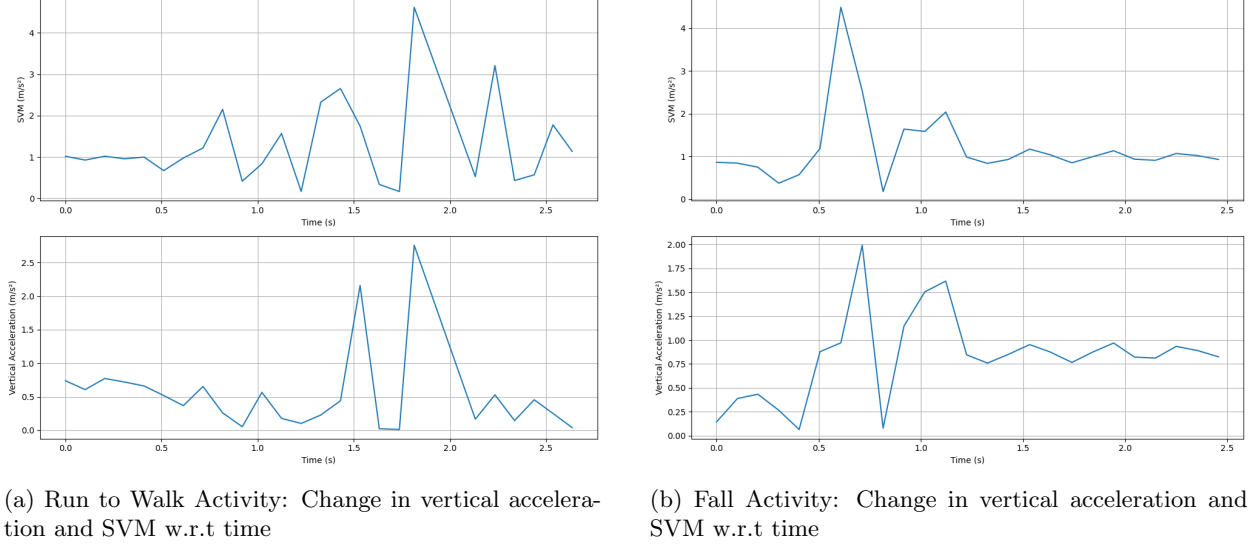 SVM (m/s²)
4
3
2
1
0
0.0 0.5 1.0 1.5 2.0 2.5
Time (s)
Vertical Acceleration (m/s²)
2.5
2.0
1.5
1.0
0.5
0.0
0.0 0.5 1.0 1.5 2.0 2.5
Time (s)
(a) Run to Walk Activity: Change in vertical accelera-
tion and SVM w.r.t time
SVM (m/s²)
4
3
2
1
0
0.0 0.5 1.0 1.5 2.0 2.5
Time (s)
Vertical Acceleration (m/s²)
2.00
1.75
1.50
1.25
1.00
0.75
0.50
0.25
0.00
0.0 0.5 1.0 1.5 2.0 2.5
Time (s)
(b) Fall Activity: Change in vertical acceleration and
SVM w.r.t time